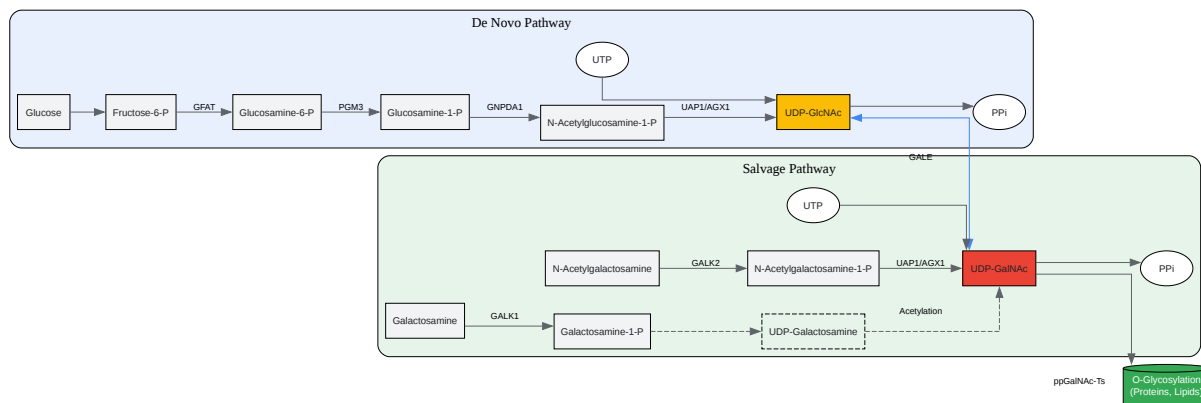 De Novo Pathway
UTP
Glucose
Fructose-6-P
GFAT
Glucosamine-6-P
PGM3
Glucosamine-1-P
GNPDA1
N-Acetylglucosamine-1-P
UAP1/AGX1
UDP-GlcNAc
PPi
GALE
Salvage Pathway
UTP
N-Acetylgalactosamine
GALK2
N-Acetylgalactosamine-1-P
UAP1/AGX1
UDP-GalNAc
PPi
Galactosamine
GALK1
Galactosamine-1-P
UDP-Galactosamine
Acetylation
ppGalNAc-Ts
O-Glycosylation
(Proteins, Lipids)